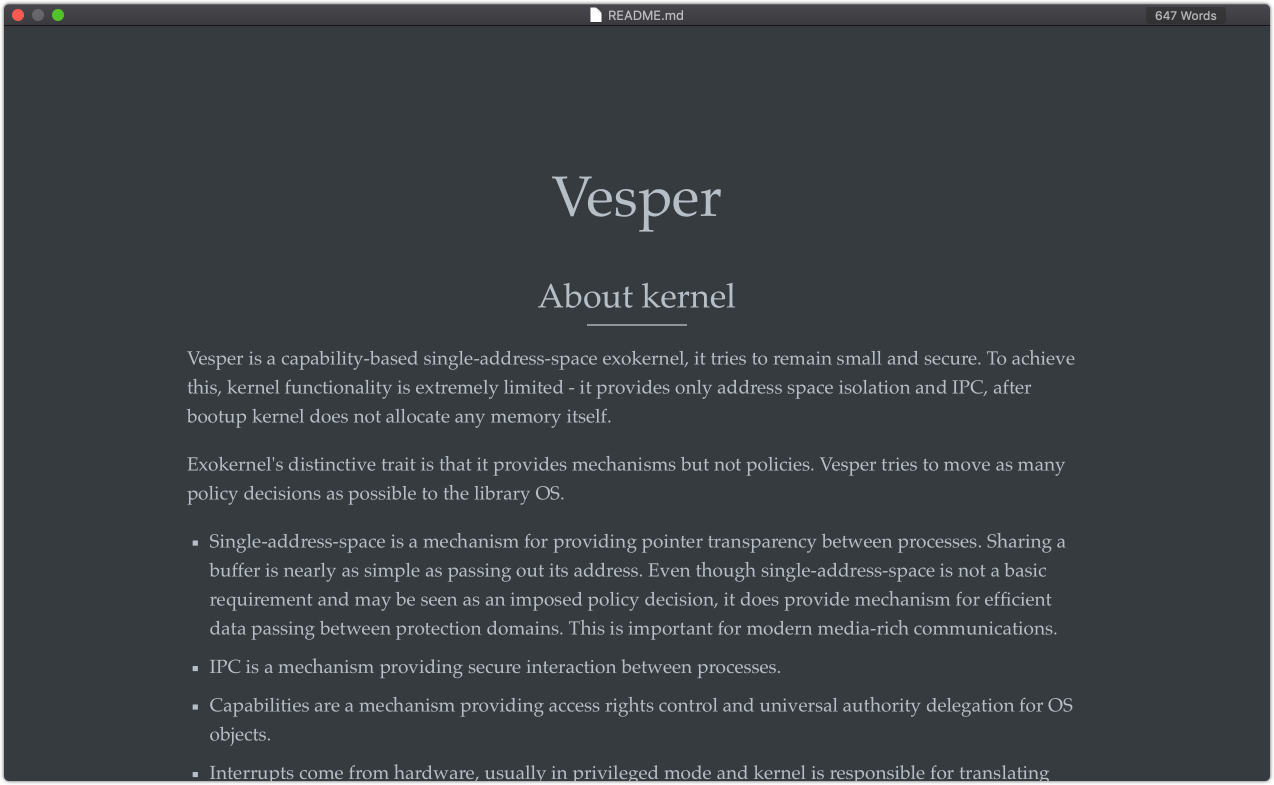 README.md
647 Words
Vesper
About kernel
Vesper is a capability-based single-address-space exokernel, it tries to remain small and secure. To achieve
this, kernel functionality is extremely limited - it provides only address space isolation and IPC, after
bootup kernel does not allocate any memory itself.
Exokernel's distinctive trait is that it provides mechanisms but not policies. Vesper tries to move as many
policy decisions as possible to the library OS.
▪ Single-address-space is a mechanism for providing pointer transparency between processes. Sharing a
buffer is nearly as simple as passing out its address. Even though single-address-space is not a basic
requirement and may be seen as an imposed policy decision, it does provide mechanism for efficient
data passing between protection domains. This is important for modern media-rich communications.
▪ IPC is a mechanism providing secure interaction between processes.
▪ Capabilities are a mechanism providing access rights control and universal authority delegation for OS
objects.
▪ Interrupts come from hardware, usually in privileged mode and kernel is responsible for translating